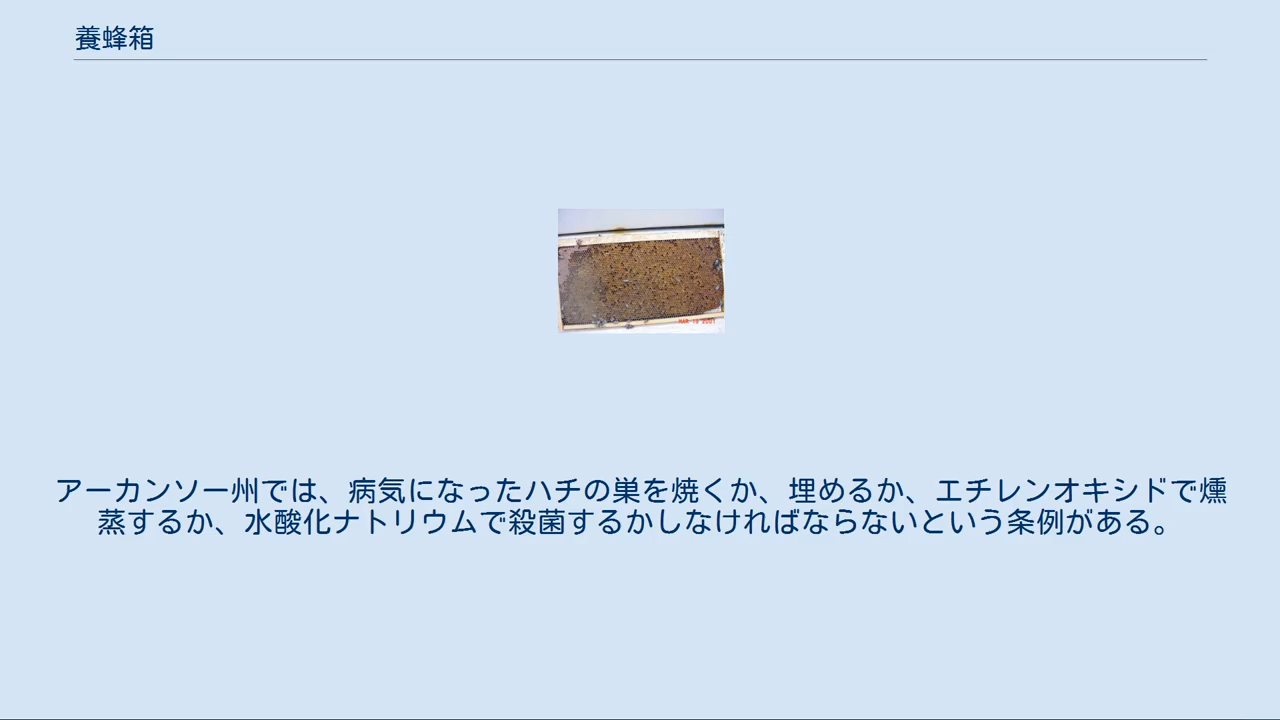 養蜂箱
MAR 19 2001
アーカンソー州では、病気になったハチの巣を焼くか、埋めるか、エチレンオキシドで燻
蒸するか、水酸化ナトリウムで殺菌するかしなければならないという条例がある。